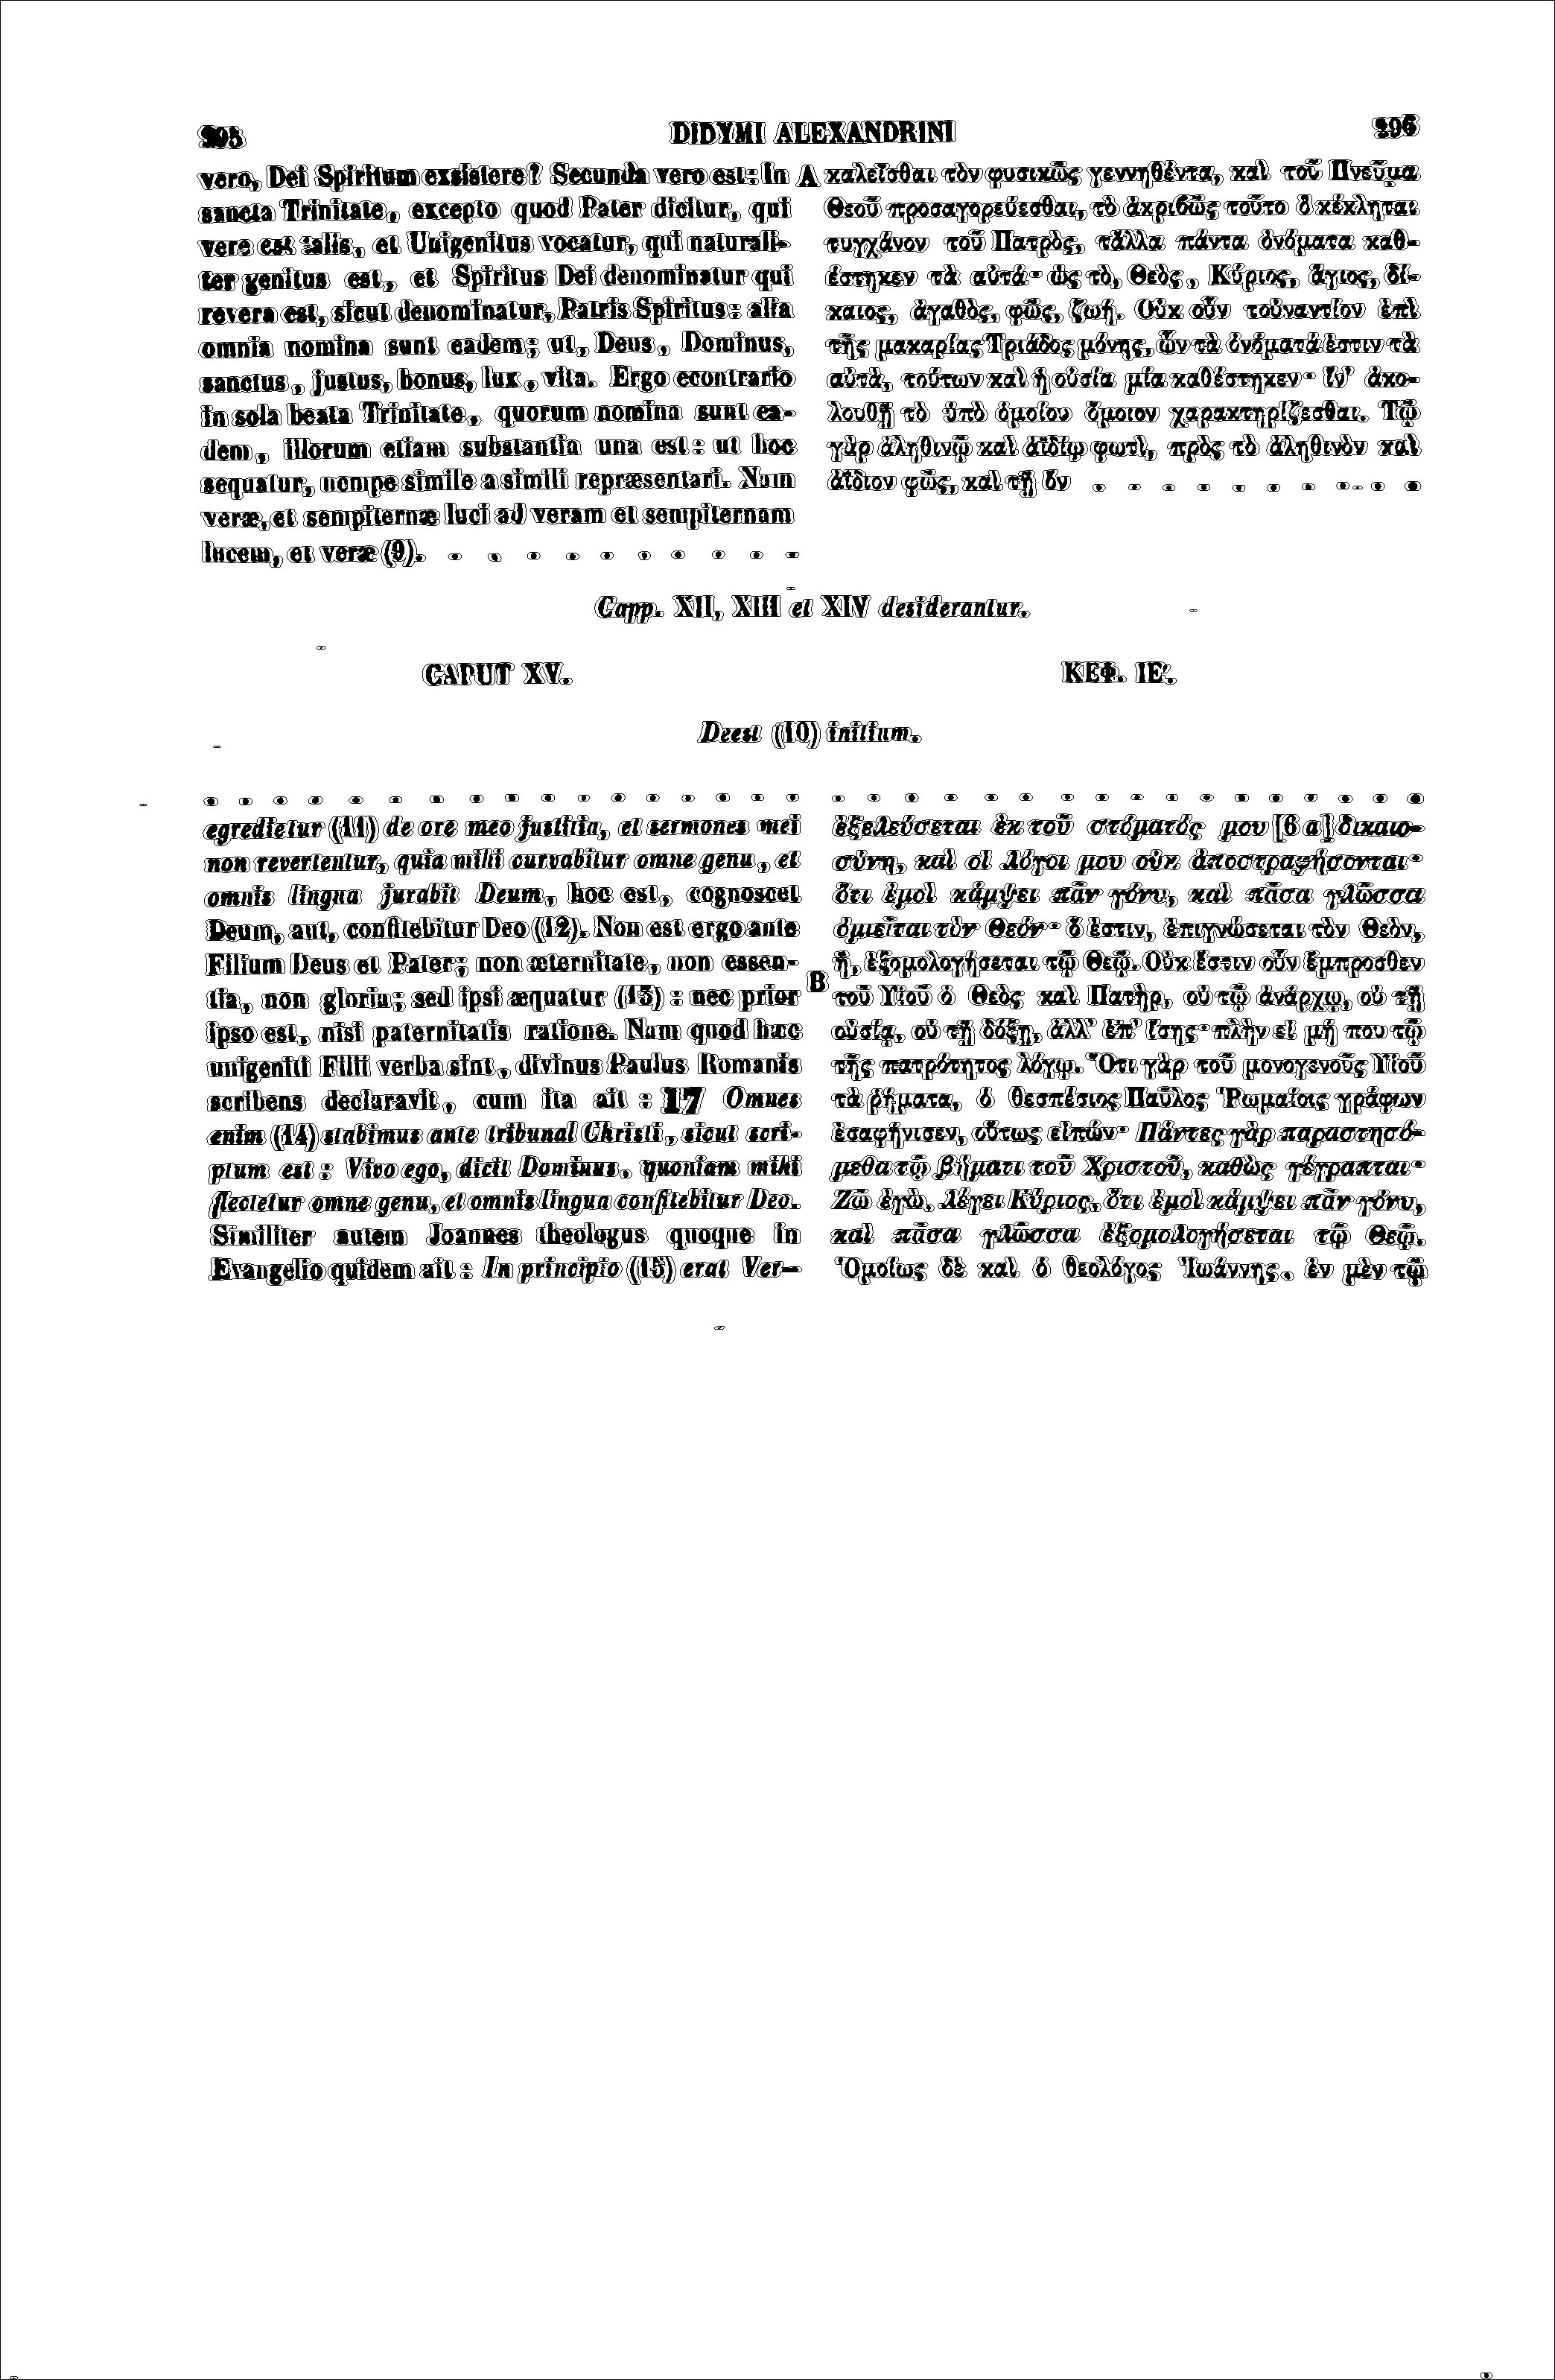 295
DIDYMI ALEXANDRINI
296
vero, Dei Spiritum exsistere? Secunda vero est: In
sancta Trinitate, excepto quod Pater dicitur, qui
vere est talis, et Unigenitus vocatur, qui naturali-
ter genitus est, et Spiritus Dei denominatur qui
revera est, sicut denominatur, Patris Spiritus: alia
omnia nomina sunt eadem; ut, Deus, Dominus,
sanctus, justus, bonus, lux, vita. Ergo econtrario
in sola beata Trinitate, quorum nomina sunt ea-
dem, illorum etiam substantia una est: ut hoc
sequatur, nempe simile a simili repræsentari. Nam
veræ, et sempiternæ luci ad veram et sempiternam
lucem, et veræ (9). . . . . . . . . . .
A
καλεῖσθαι τὸν φυσικῶς γεννηθέντα, καὶ τοῦ Πνεῦμα
Θεοῦ προσαγορεύεσθαι, τὸ ἀκριβῶς τοῦτο ὃ κέκληται
τυγχάνον τοῦ Πατρὸς, τἄλλα πάντα ὀνόματα καθ-
έστηκεν τὰ αὐτά· ὡς τὸ, Θεὸς, Κύριος, ἅγιος, δί-
καιος, ἀγαθὸς, φῶς, ζωή. Οὐκ οὖν τοὐναντίον ἐπὶ
τῆς μακαρίας Τριάδος μόνης, ὧν τὰ ὀνόματά ἐστιν τὰ
αὐτὰ, τούτων καὶ ἡ οὐσία μία καθέστηκεν· ἵν' ἀκο-
λουθῇ τὸ ὑπὸ ὁμοίου ὅμοιον χαρακτηρίζεσθαι. Τῷ
γὰρ ἀληθινῷ καὶ ἀϊδίῳ φωτὶ, πρὸς τὸ ἀληθινὸν καὶ
ἀΐδιον φῶς, καὶ τῇ ὂν . . . . . . . . . .
Capp. XII, XIII et XIV desiderantur.
CAPUT XV.
ΚΕΦ. ΙΕʹ.
Deest (10) initium.
. . . . . . . . . . . . . . . . .
egredietur (11) de ore meo justitia, et sermones mei
non revertentur, quia mihi curvabitur omne genu, et
omnis lingua jurabit Deum, hoc est, cognoscet
Deum, aut, confitebitur Deo (12). Non est ergo ante
Filium Deus et Pater; non æternitate, non essen-
tia, non gloria; sed ipsi æquatur (13) : nec prior
ipso est, nisi paternitatis ratione. Nam quod hæc
unigeniti Filii verba sint, divinus Paulus Romanis
scribens declaravit, cum ita ait : 17 Omnes
enim (14) stabimus ante tribunal Christi, sicut scri-
ptum est : Vivo ego, dicit Dominus, quoniam mihi
flectetur omne genu, et omnis lingua confitebitur Deo.
Similiter autem Joannes theologus quoque in
Evangelio quidem ait : In principio (15) erat Ver-
B
. . . . . . . . . . . . . . . . .
ἐξελεύσεται ἐκ τοῦ στόματός μου [6 a] δικαιο-
σύνη, καὶ οἱ λόγοι μου οὐκ ἀποστραφήσονται·
ὅτι ἐμοὶ κάμψει πᾶν γόνυ, καὶ πᾶσα γλῶσσα
ὀμιεῖται τὸν Θεόν· ὅ ἐστιν, ἐπιγνώσεται τὸν Θεὸν,
ἢ, ἐξομολογήσεται τῷ Θεῷ. Οὐκ ἔστιν οὖν ἔμπροσθεν
τοῦ Υἱοῦ ὁ Θεὸς καὶ Πατὴρ, οὐ τῷ ἀνάρχῳ, οὐ τῇ
οὐσίᾳ, οὐ τῇ δόξῃ, ἀλλ' ἐπ' ἴσης· πλὴν εἰ μή που τῷ
τῆς πατρότητος λόγῳ. Ὅτι γὰρ τοῦ μονογενοῦς Υἱοῦ
τὰ ῥήματα, ὁ θεσπέσιος Παῦλος Ῥωμαίοις γράφων
ἐσαφήνισεν, οὕτως εἰπών· Πάντες γὰρ παραστησό-
μεθα τῷ βήματι τοῦ Χριστοῦ, καθὼς γέγραπται·
Ζῶ ἐγὼ, λέγει Κύριος, ὅτι ἐμοὶ κάμψει πᾶν γόνυ,
καὶ πᾶσα γλῶσσα ἐξομολογήσεται τῷ Θεῷ.
Ὁμοίως δὲ καὶ ὁ θεολόγος Ἰωάννης. ἐν μὲν τῷ